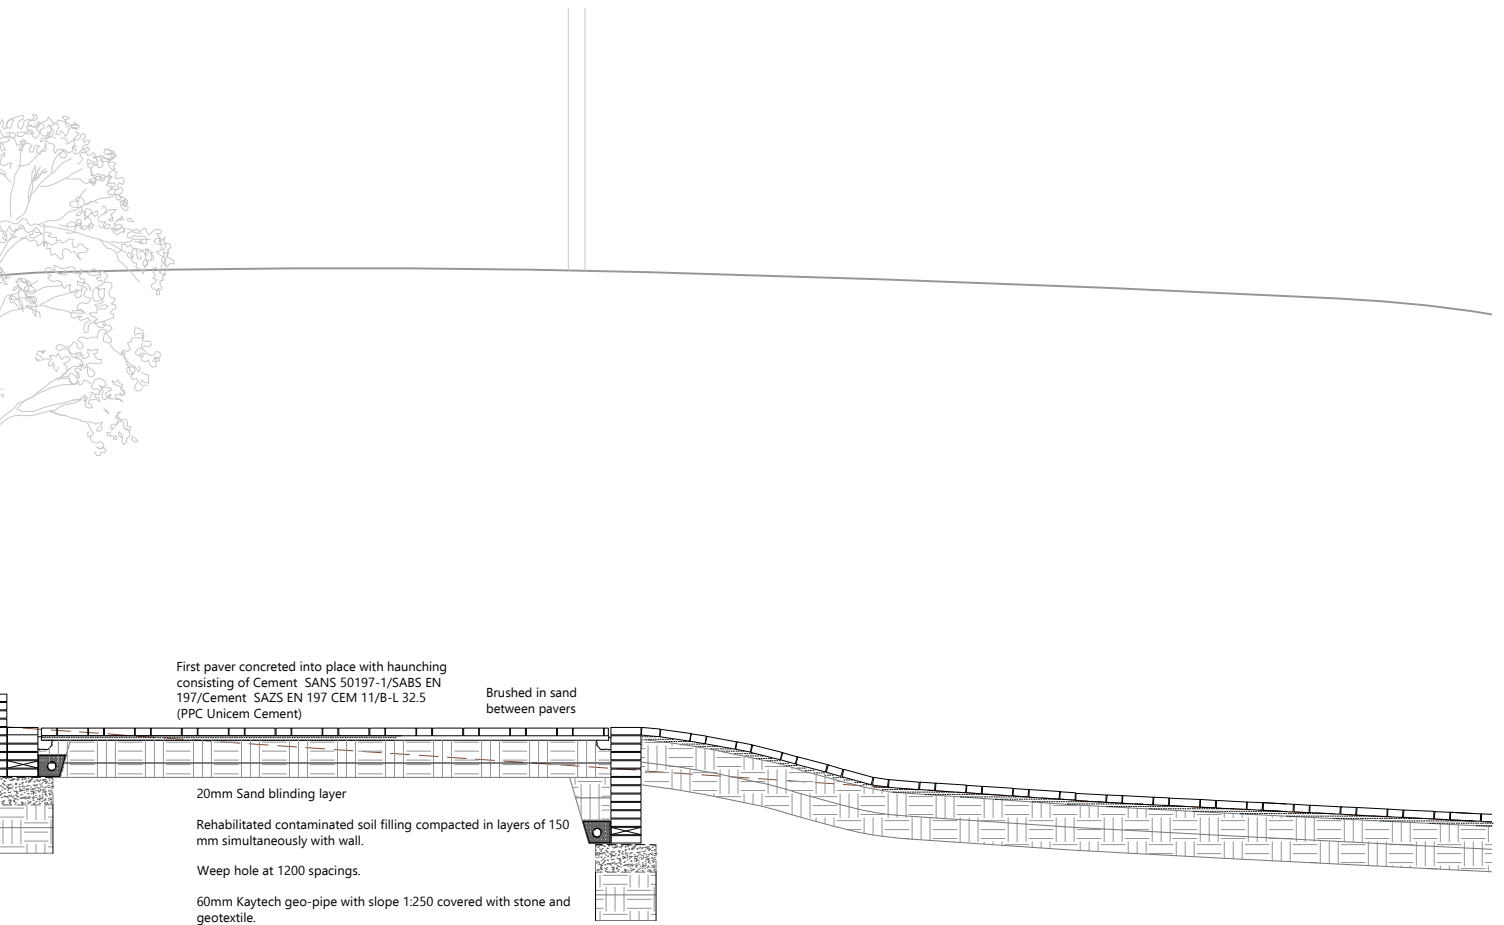 First paver concreted into place with haunching
consisting of Cement  SANS 50197-1/SABS EN
197/Cement  SAZS EN 197 CEM 11/B-L 32.5
(PPC Unicem Cement)
Brushed in sand
between pavers
20mm Sand blinding layer
Rehabilitated contaminated soil filling compacted in layers of 150
mm simultaneously with wall.
Weep hole at 1200 spacings.
60mm Kaytech geo-pipe with slope 1:250 covered with stone and
geotextile.